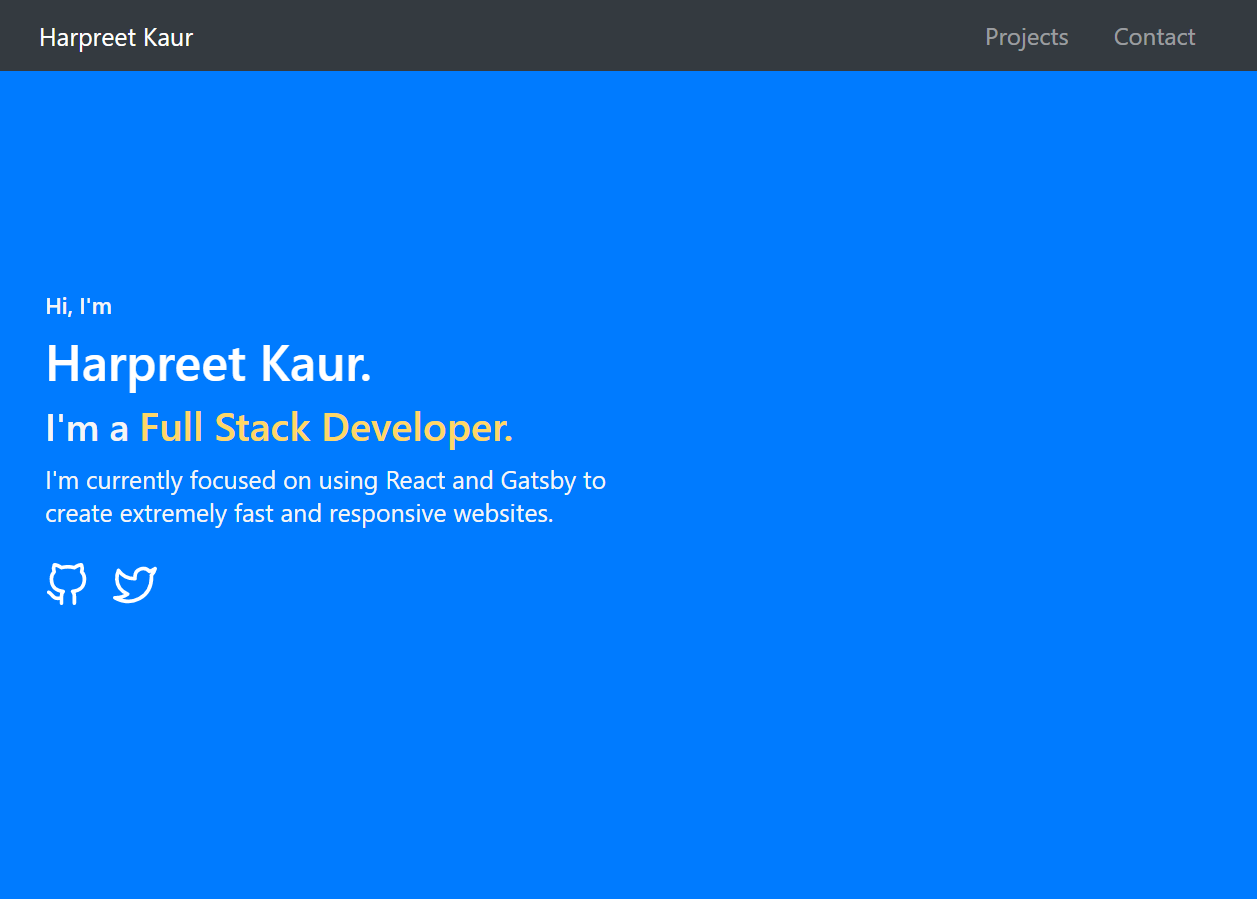 Harpreet Kaur
Projects
Contact
Hi, I'm
Harpreet Kaur.
I'm a Full Stack Developer.
I'm currently focused on using React and Gatsby to
create extremely fast and responsive websites.